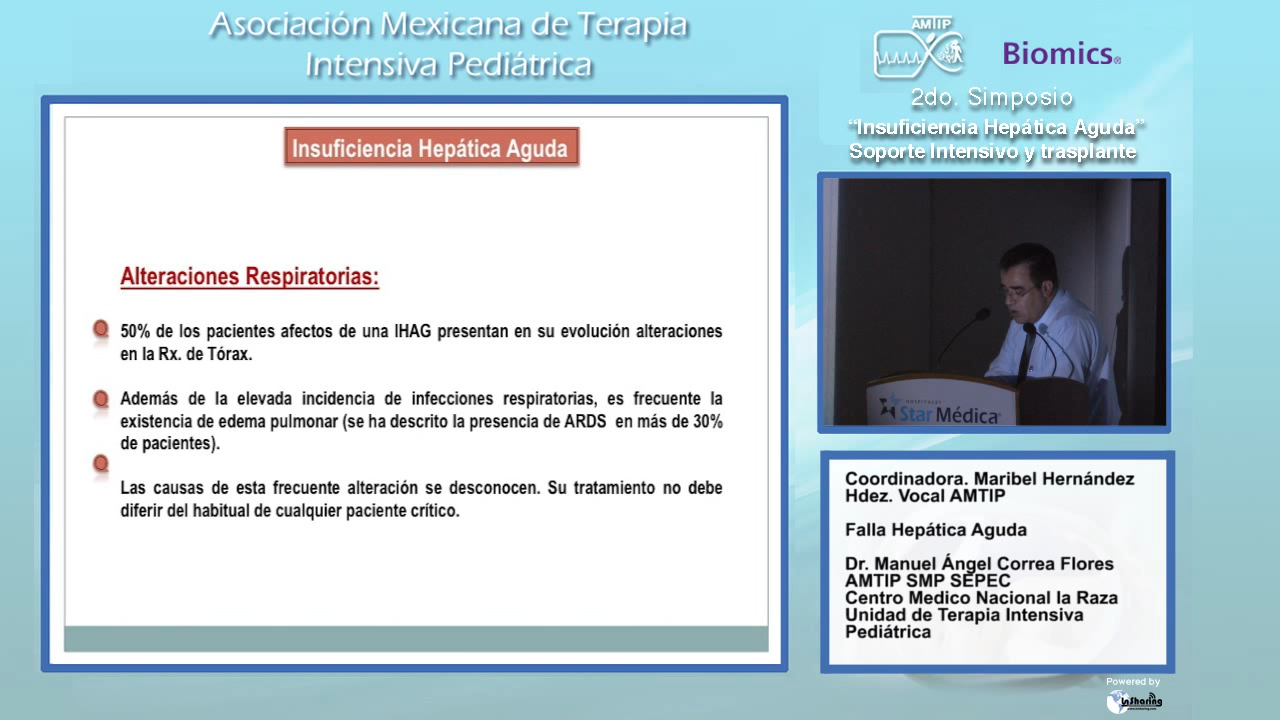 Asociación Mexicana de Terapia
Intensiva Pediátrica
AMTIP
Biomics®
2do. Simposio
“Insuficiencia Hepática Aguda”
Soporte Intensivo y trasplante
Insuficiencia Hepática Aguda
Alteraciones Respiratorias:
50% de los pacientes afectos de una IHAG presentan en su evolución alteraciones
en la Rx. de Tórax.
Además de la elevada incidencia de infecciones respiratorias, es frecuente la
existencia de edema pulmonar (se ha descrito la presencia de ARDS en más de 30%
de pacientes).
Las causas de esta frecuente alteración se desconocen. Su tratamiento no debe
diferir del habitual de cualquier paciente crítico.
HOSPITALES
Star Médica
Coordinadora. Maribel Hernández
Hdez. Vocal AMTIP
Falla Hepática Aguda
Dr. Manuel Ángel Correa Flores
AMTIP SMP SEPEC
Centro Medico Nacional la Raza
Unidad de Terapia Intensiva
Pediátrica
Powered by
InSharing